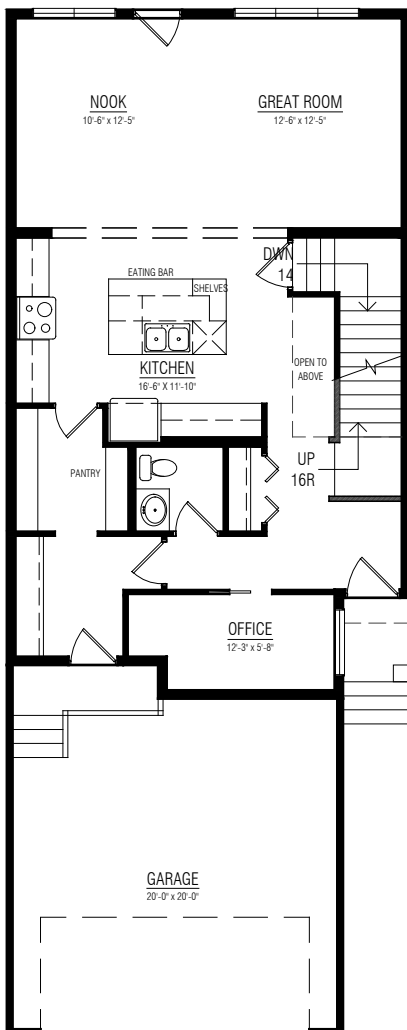 NOOK
10'-6" x 12'-5"
GREAT ROOM
12'-6" x 12'-5"
DWN
14
EATING BAR
SHELVES
KITCHEN
16'-6" X 11'-10"
OPEN TO
ABOVE
PANTRY
UP
16R
OFFICE
12'-3" x 5'-8"
GARAGE
20'-0" x 20'-0"